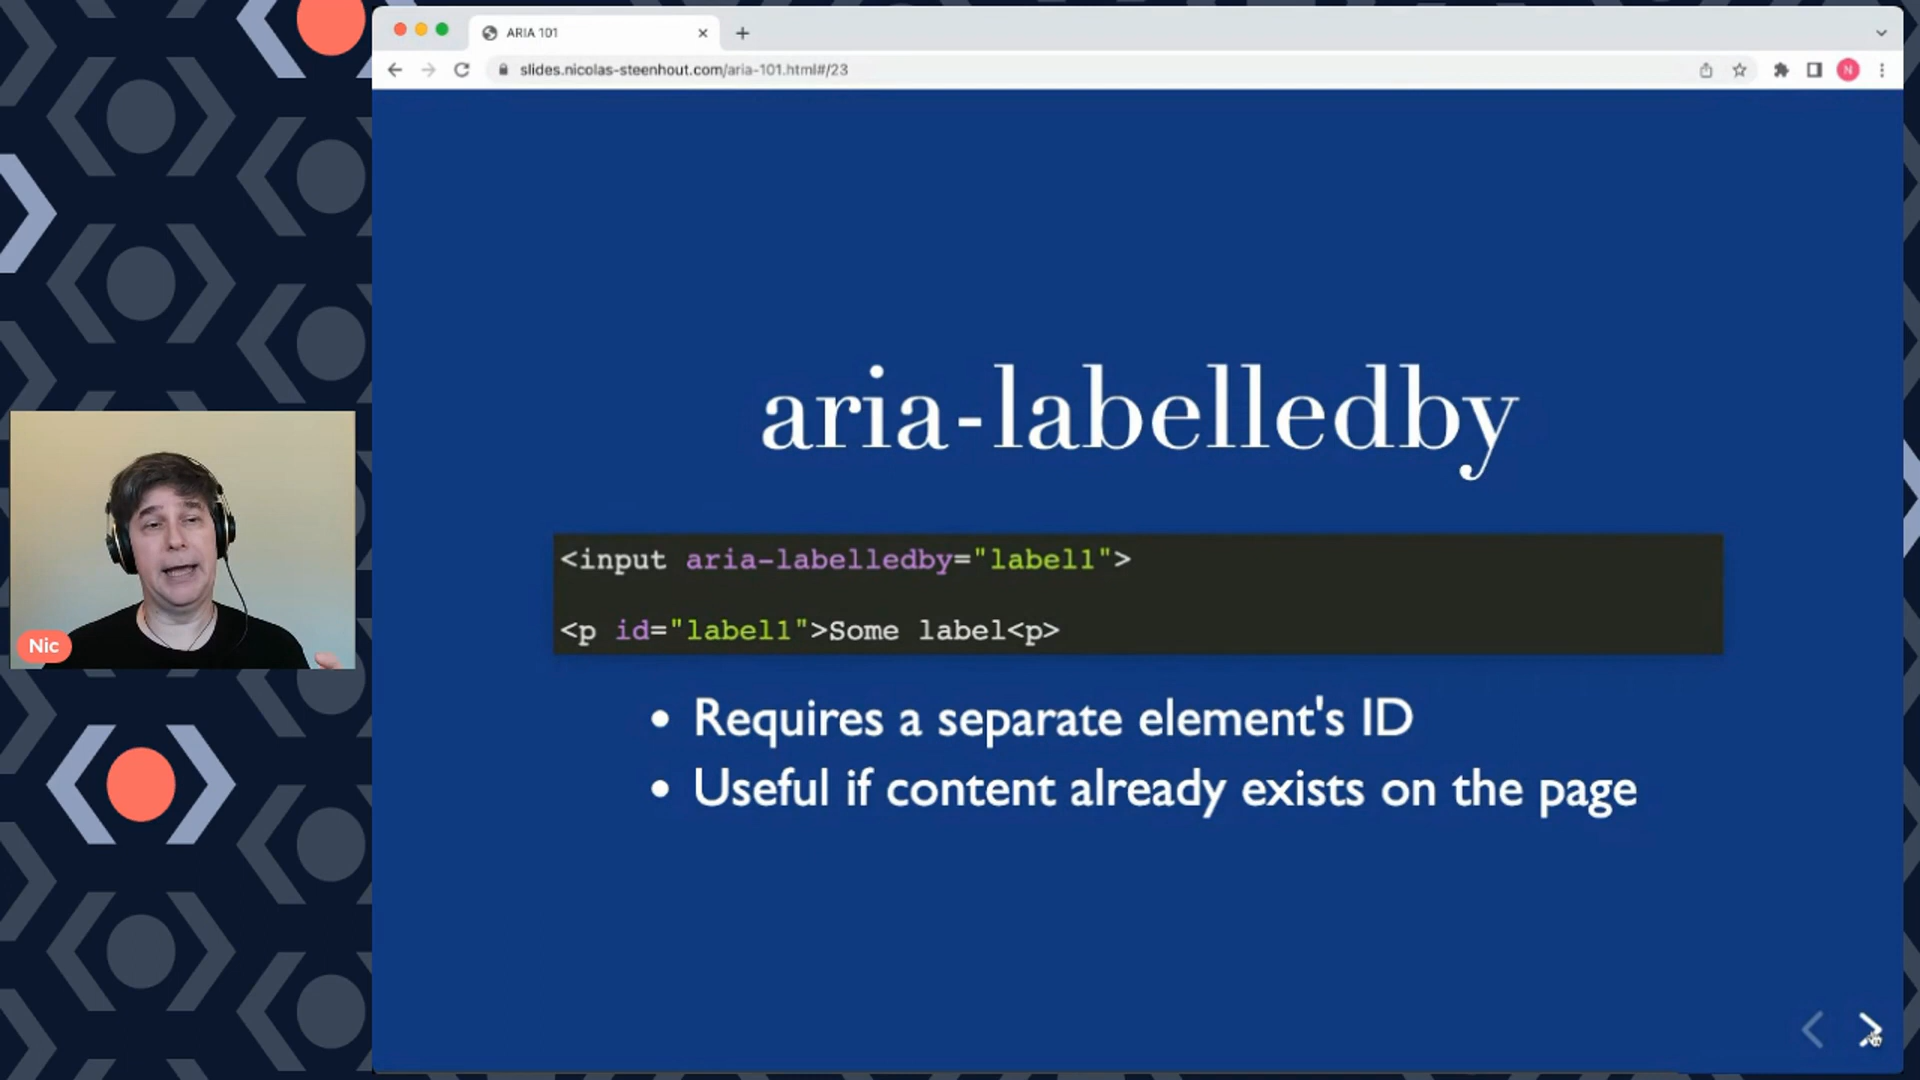 ARIA 101
slides.nicolas-steenhout.com/aria-101.html#/23
N
aria-labelledby
<input aria-labelledby="label1">
<p id="label1">Some label<p>
• Requires a separate element's ID
• Useful if content already exists on the page
Nic